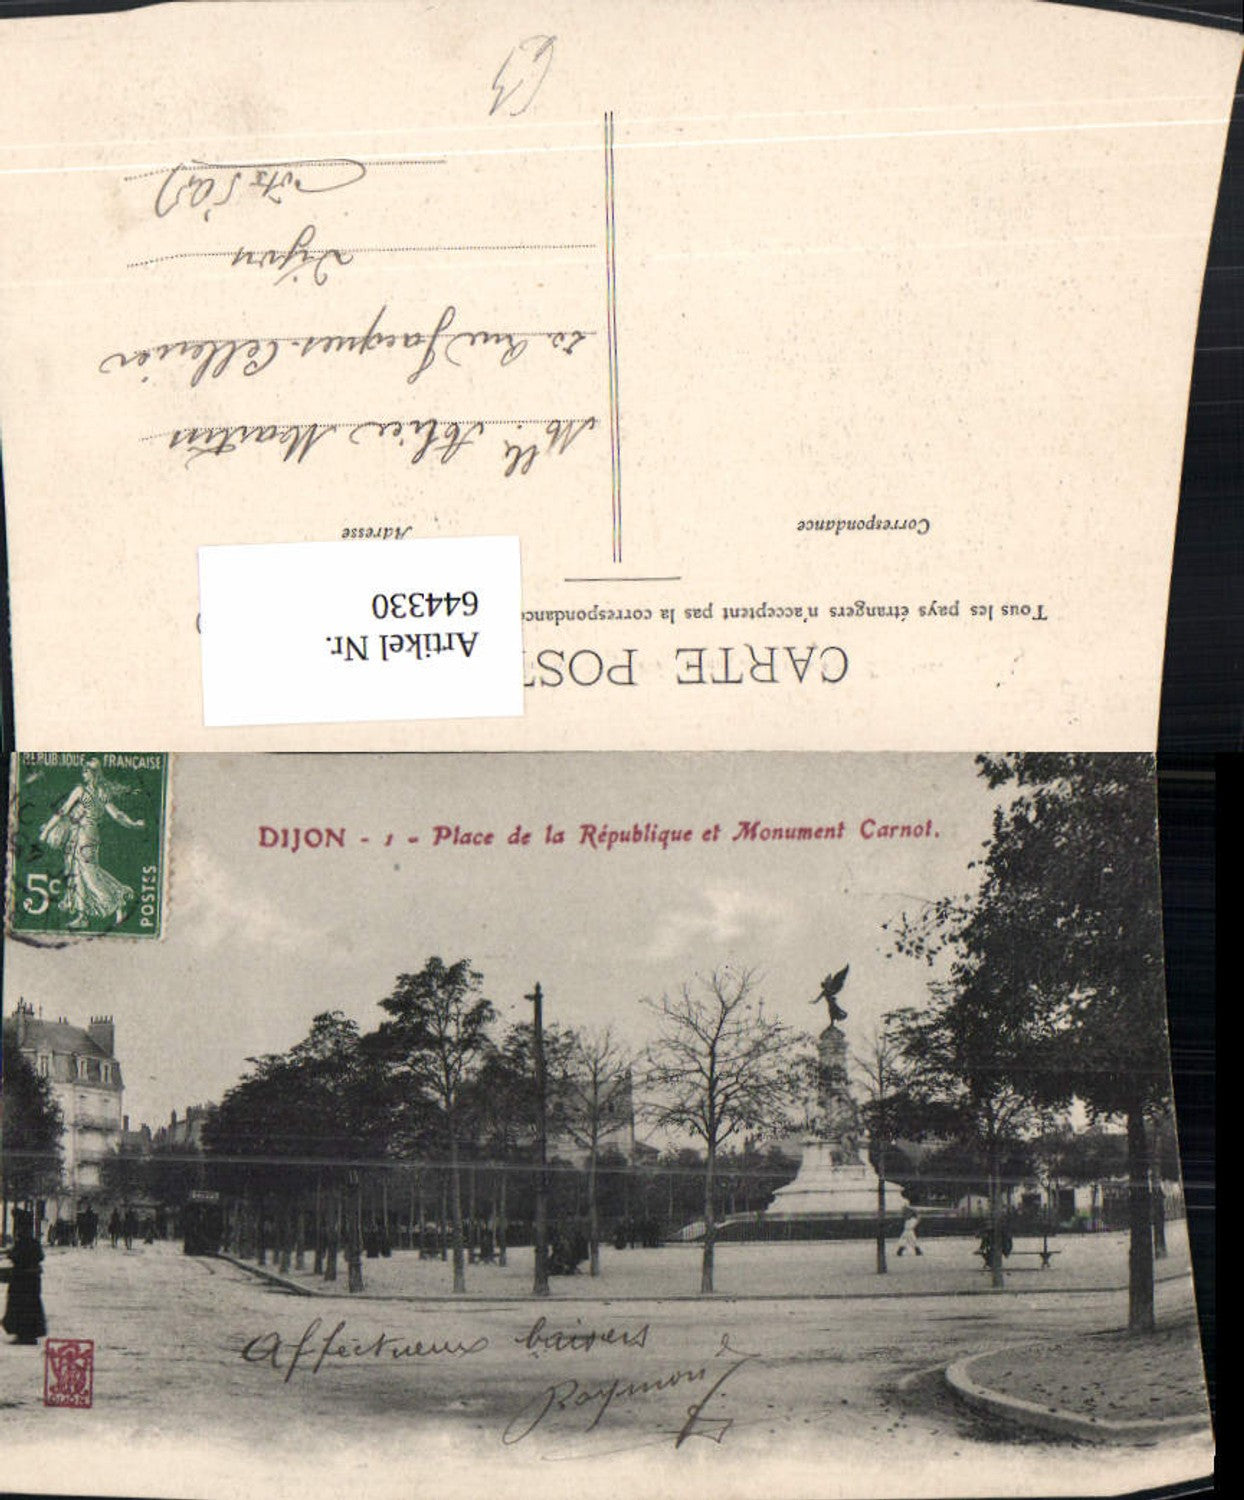 CARTE POST
Tous les pays étrangers n'acceptent pas la correspondanc
Correspondance
Adresse
Artikel Nr.
644330
Mlle Alice Martin
rue Jacques-Cellerier
Dijon
Côte d'Or
RÉPUBLIQUE FRANÇAISE
5c
POSTES
DIJON - 1 - Place de la République et Monument Carnot.
Affectueux baisers
Raymond
DIJON